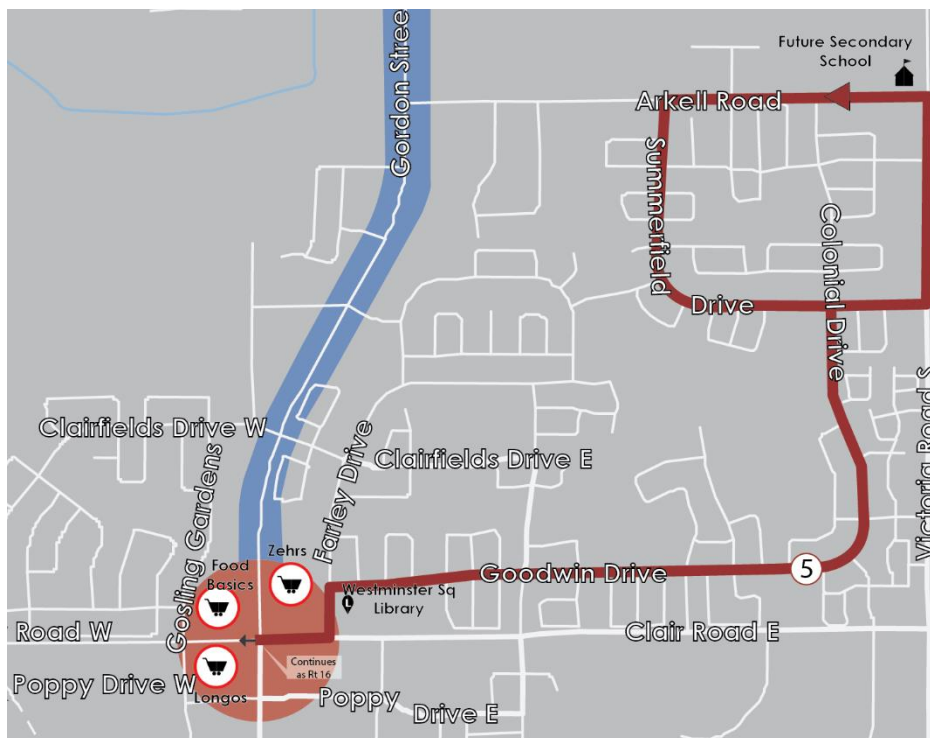 Future Secondary
School
Gordon Stree
Arkell Road
Summerfield
Drive
Colonial Drive
Victoria Road S
Clairfields Drive W
Clairfields Drive E
Farley Drive
Gosling Gardens
Zehrs
Food
Basics
Goodwin Drive
5
Westminster Sq
Library
L
Road W
Clair Road E
Continues
as Rt 16
Poppy Drive W
Longos
Poppy
Drive E